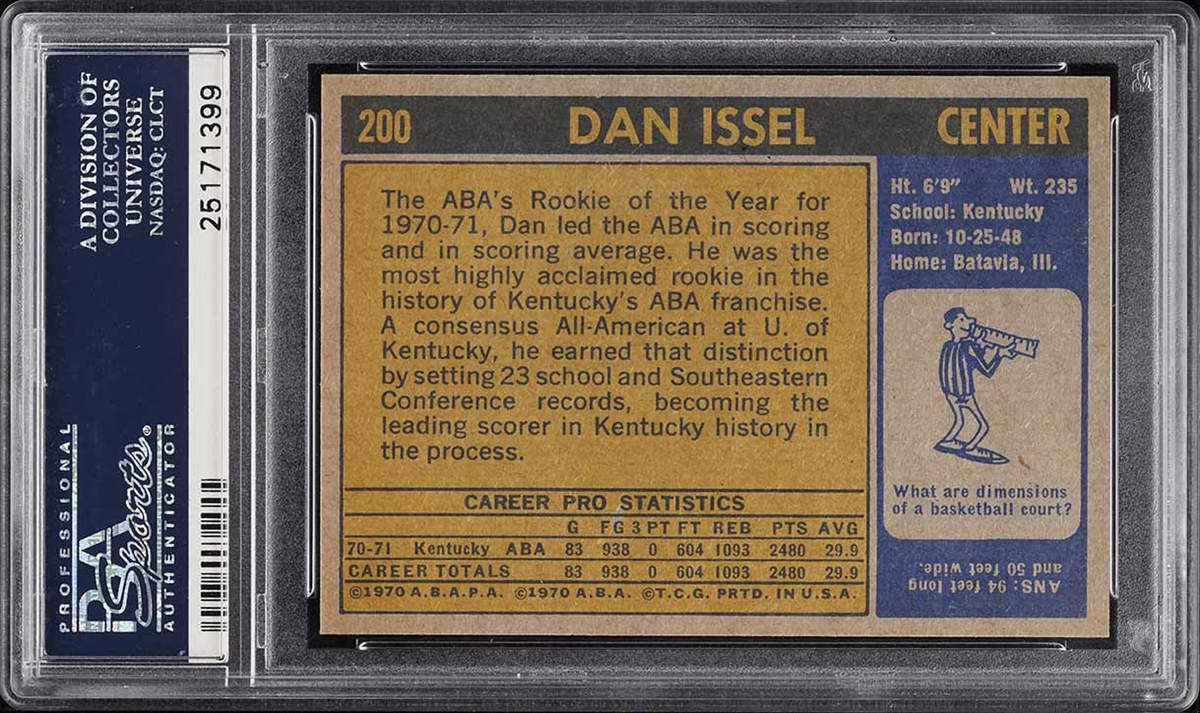 A DIVISION OF
COLLECTORS
UNIVERSE
NASDAQ: CLCT
25171399
PROFESSIONAL
PSA
Sports®
AUTHENTICATOR
200 DAN ISSEL CENTER
The ABA's Rookie of the Year for
1970-71, Dan led the ABA in scoring
and in scoring average. He was the
most highly acclaimed rookie in the
history of Kentucky's ABA franchise.
A consensus All-American at U. of
Kentucky, he earned that distinction
by setting 23 school and Southeastern
Conference records, becoming the
leading scorer in Kentucky history in
the process.
CAREER PRO STATISTICS
G FG 3PT FT REB PTS AVG
70-71 Kentucky ABA 83 938 0 604 1093 2480 29.9
CAREER TOTALS 83 938 0 604 1093 2480 29.9
©1970 A.B.A.P.A. ©1970 A.B.A. ©T.C.G. PRTD. IN U.S.A.
Ht. 6'9" Wt. 235
School: Kentucky
Born: 10-25-48
Home: Batavia, Ill.
What are dimensions
of a basketball court?
ANS: 94 feet long
and 50 feet wide.